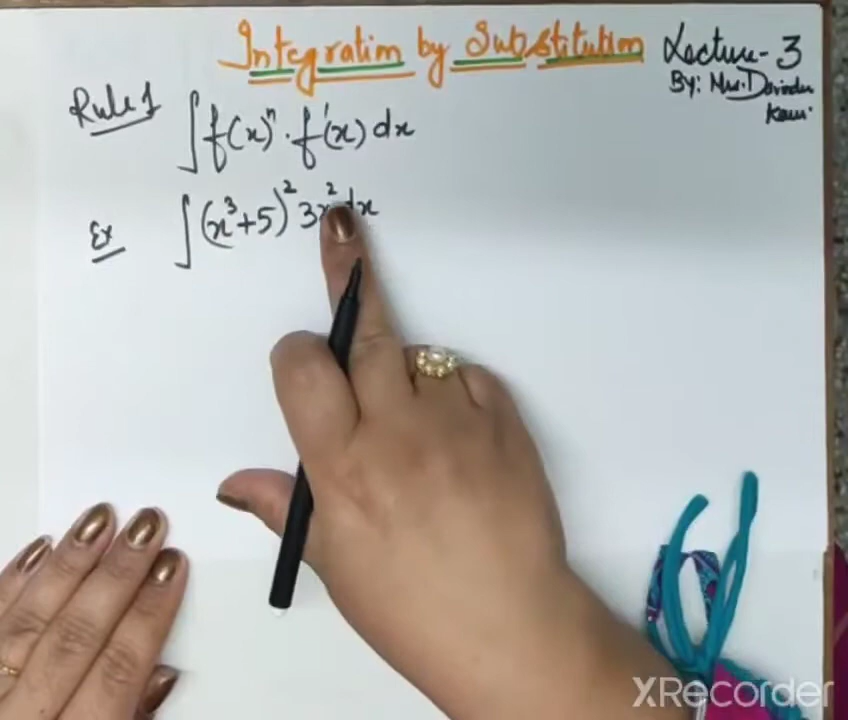 Integration by Substitution Lecture-3
By: Mrs. Davinder Kaur
Rule 1 ∫f(x)ⁿ · f'(x) dx
Ex ∫(x³+5)² 3x² dx
XRecorder